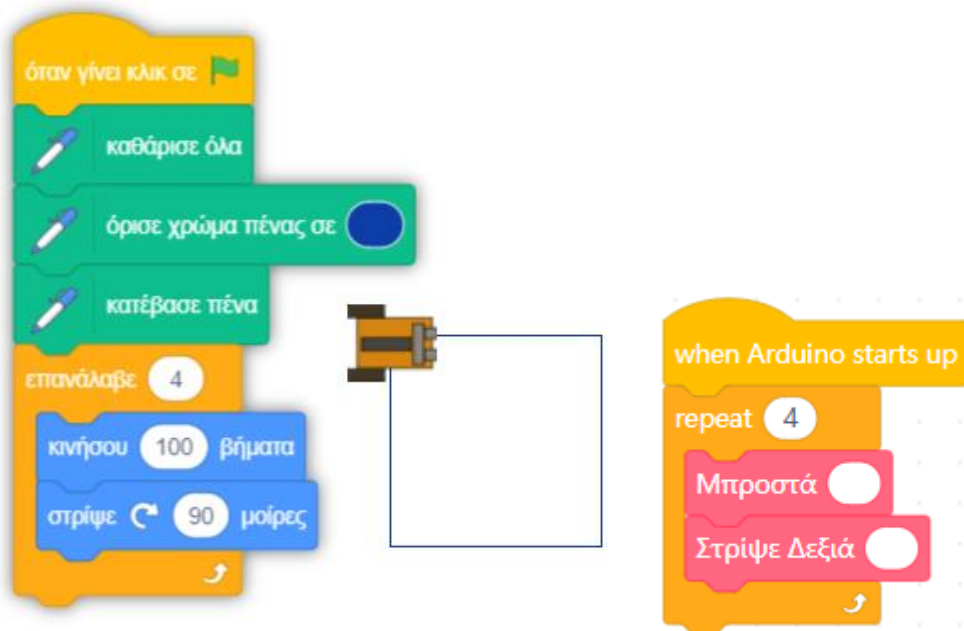 όταν γίνει κλικ σε
καθάρισε όλα
όρισε χρώμα πένας σε
κατέβασε πένα
επανάλαβε 4
κινήσου 100 βήματα
στρίψε 90 μοίρες
when Arduino starts up
repeat 4
Μπροστά
Στρίψε Δεξιά